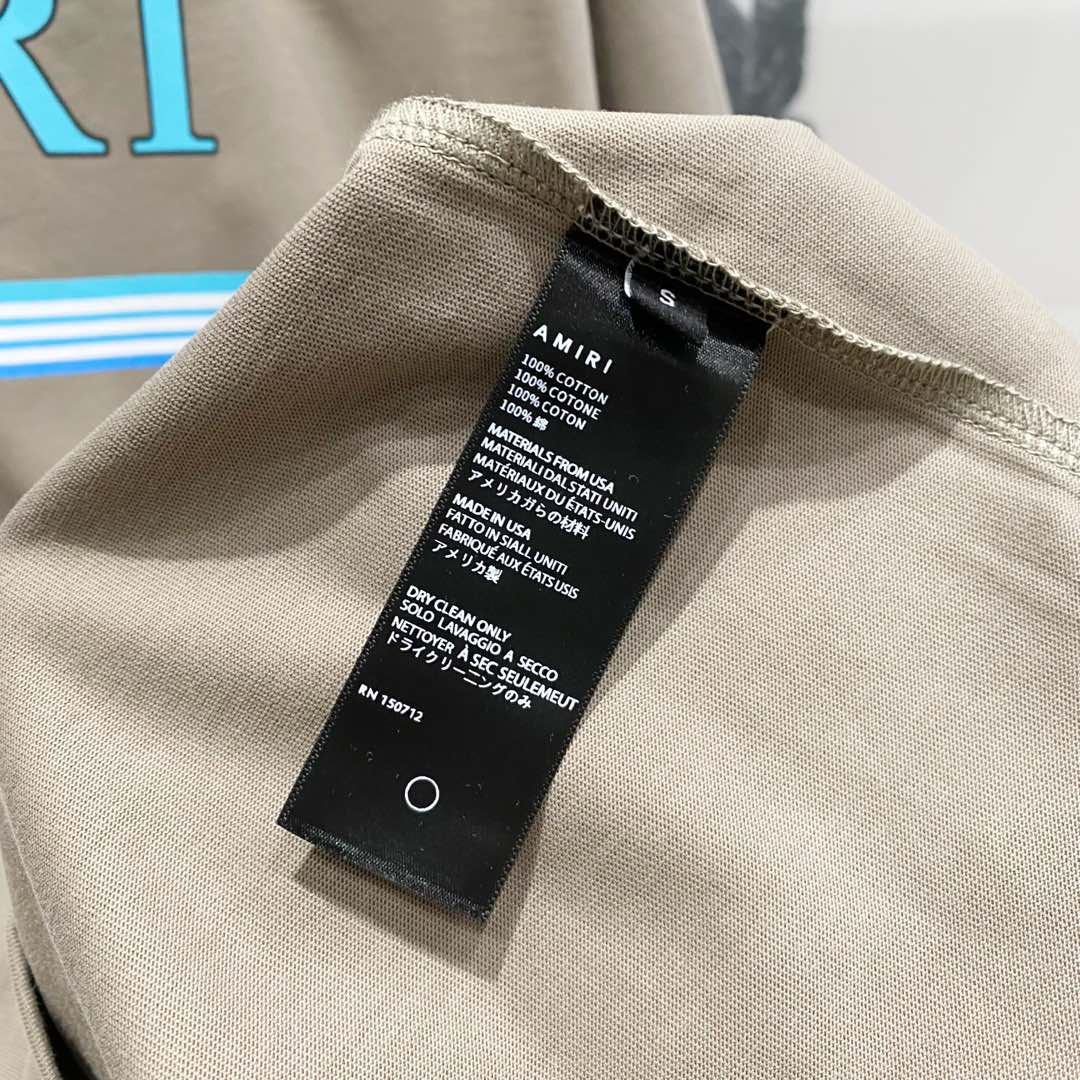 RI
S
AMIRI
100% COTTON
100% COTONE
100% COTON
100% 綿
MATERIALS FROM USA
MATERIALI DAL STATI UNITI
MATÉRIAUX DU ÉTATS-UNIS
アメリカガらの材料
MADE IN USA
FATTO IN SIALL UNITI
FABRIQUÉ AUX ÉTATS USIS
アメリカ製
DRY CLEAN ONLY
SOLO LAVAGGIO A SECCO
NETTOYER À SEC SEULEMEUT
ドライクリーニングのみ
RN 150712